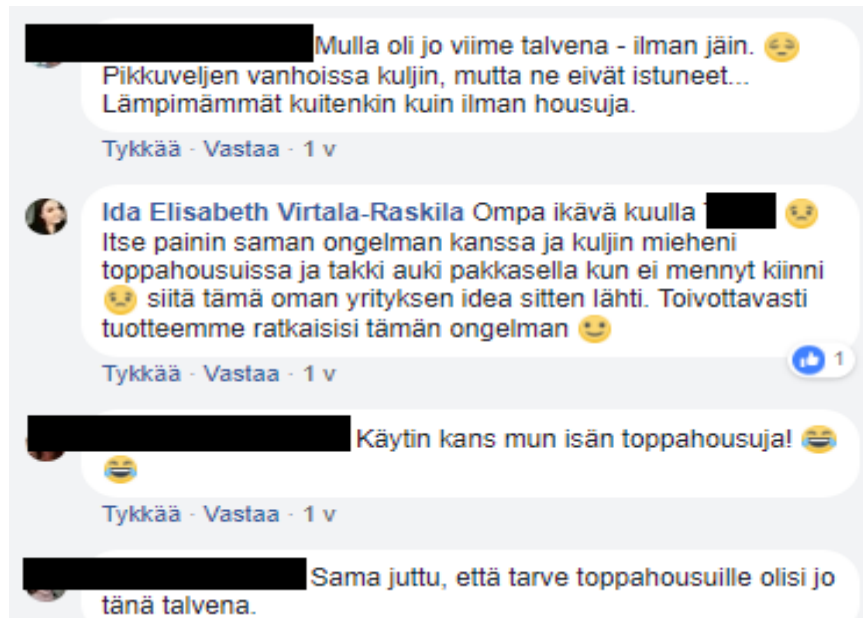 Mulla oli jo viime talvena - ilman jäin. 😔
Pikkuveljen vanhoissa kuljin, mutta ne eivät istuneet...
Lämpimämmät kuitenkin kuin ilman housuja.
Tykkää · Vastaa · 1 v
Ida Elisabeth Virtala-Raskila Ompa ikävä kuulla 😟
Itse painin saman ongelman kanssa ja kuljin mieheni
toppahousuissa ja takki auki pakkasella kun ei mennyt kiinni
😟 siitä tämä oman yrityksen idea sitten lähti. Toivottavasti
tuotteemme ratkaisisi tämän ongelman 🙂
1
Tykkää · Vastaa · 1 v
Käytin kans mun isän toppahousuja! 😂
😂
Tykkää · Vastaa · 1 v
Sama juttu, että tarve toppahousuille olisi jo
tänä talvena.